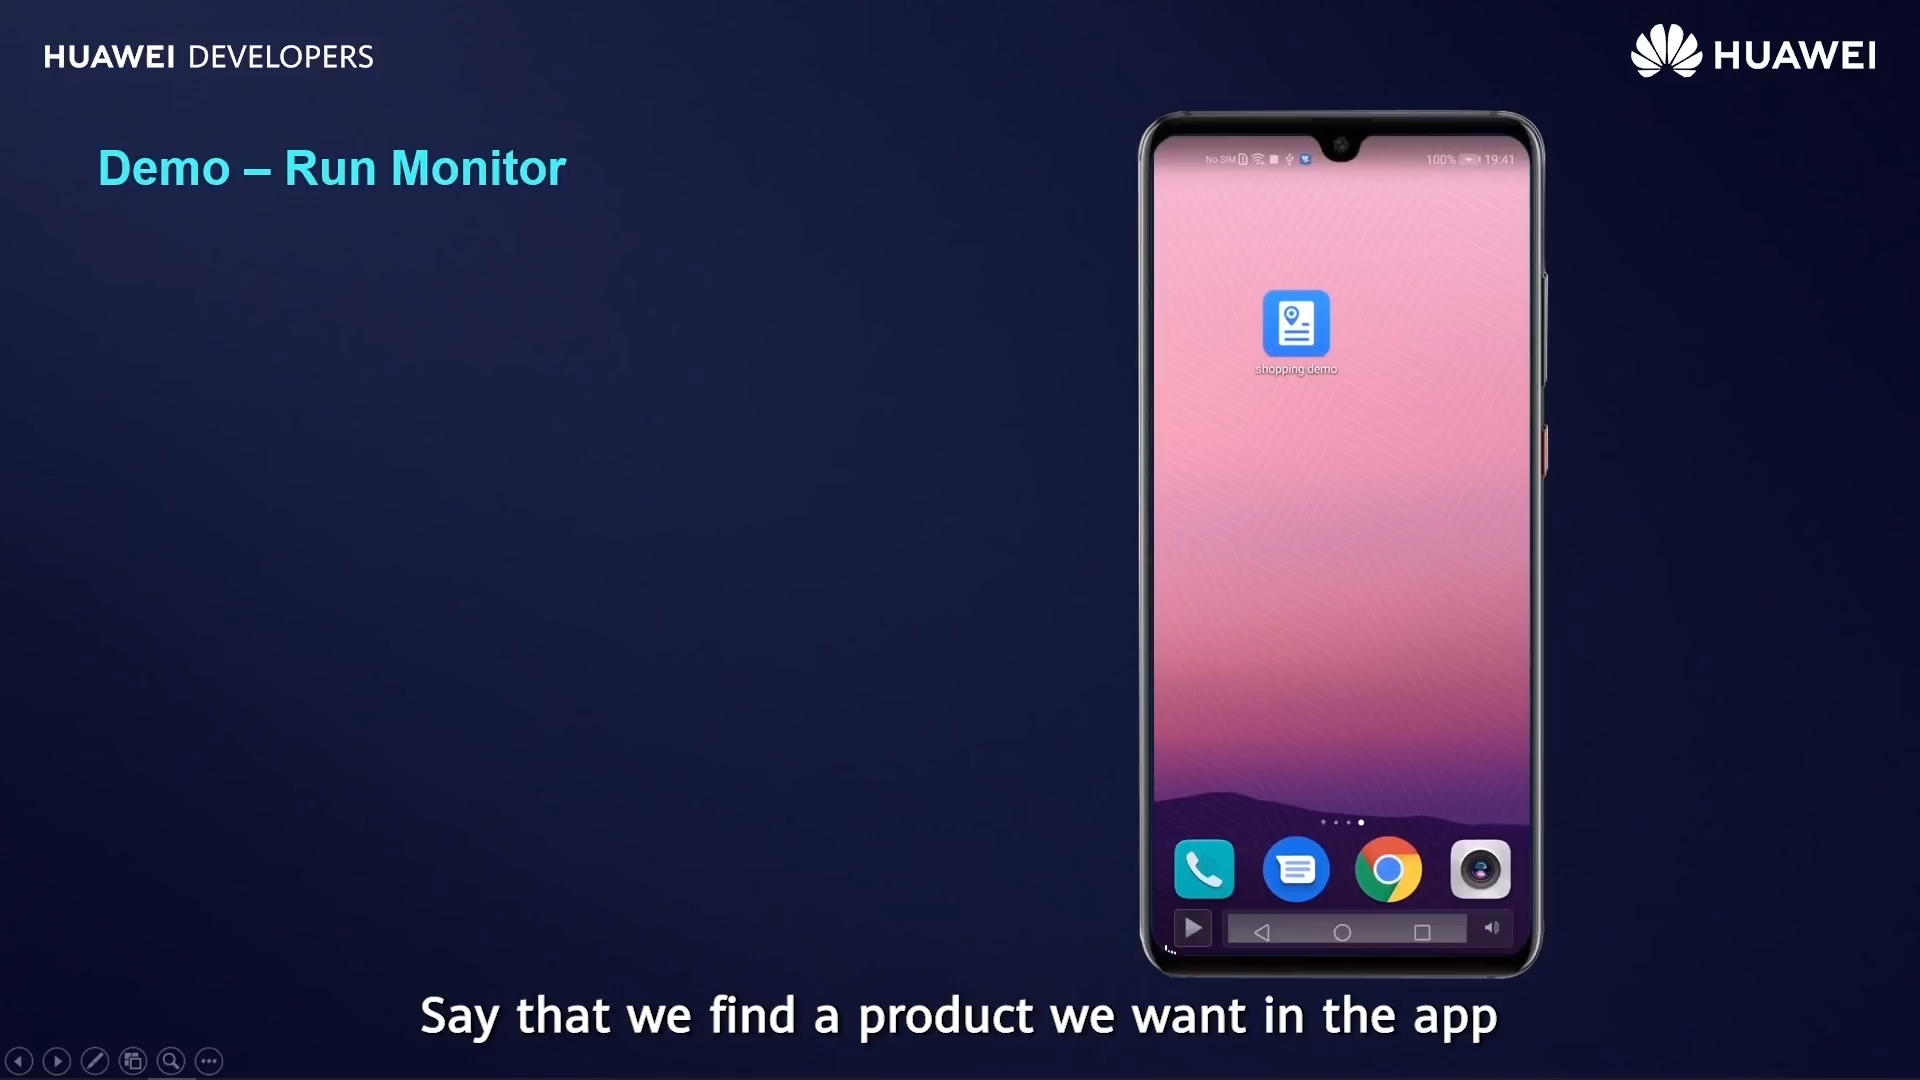 HUAWEI DEVELOPERS
HUAWEI
Demo – Run Monitor
No SIM
100% 19:41
shopping demo
Say that we find a product we want in the app